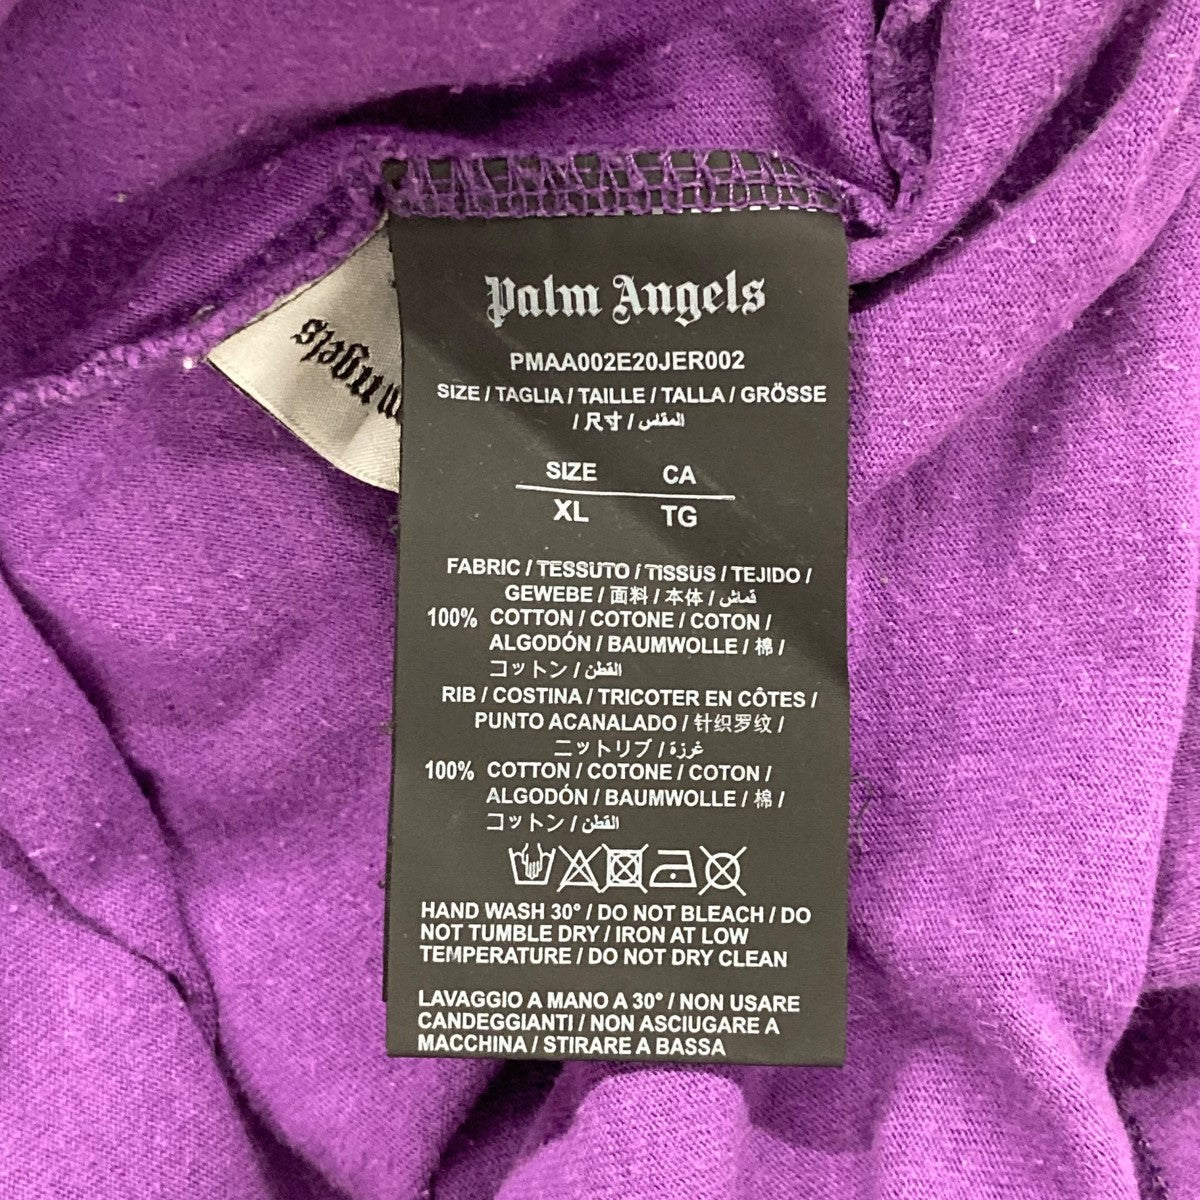 Palm Angels
PMAA002E20JER002
SIZE / TAGLIA / TAILLE / TALLA / GRÖSSE
/ 尺寸 / المقاس
SIZE CA
XL TG
FABRIC / TESSUTO / TISSUS / TEJIDO /
GEWEBE / 面料 / 本体 / قماش
100% COTTON / COTONE / COTON /
ALGODÓN / BAUMWOLLE / 棉 /
コットン / القطن
RIB / COSTINA / TRICOTER EN CÔTES /
PUNTO ACANALADO / 针织罗纹 /
ニットリブ / غرزة
100% COTTON / COTONE / COTON /
ALGODÓN / BAUMWOLLE / 棉 /
コットン / القطن
HAND WASH 30° / DO NOT BLEACH / DO
NOT TUMBLE DRY / IRON AT LOW
TEMPERATURE / DO NOT DRY CLEAN
LAVAGGIO A MANO A 30° / NON USARE
CANDEGGIANTI / NON ASCIUGARE A
MACCHINA / STIRARE A BASSA